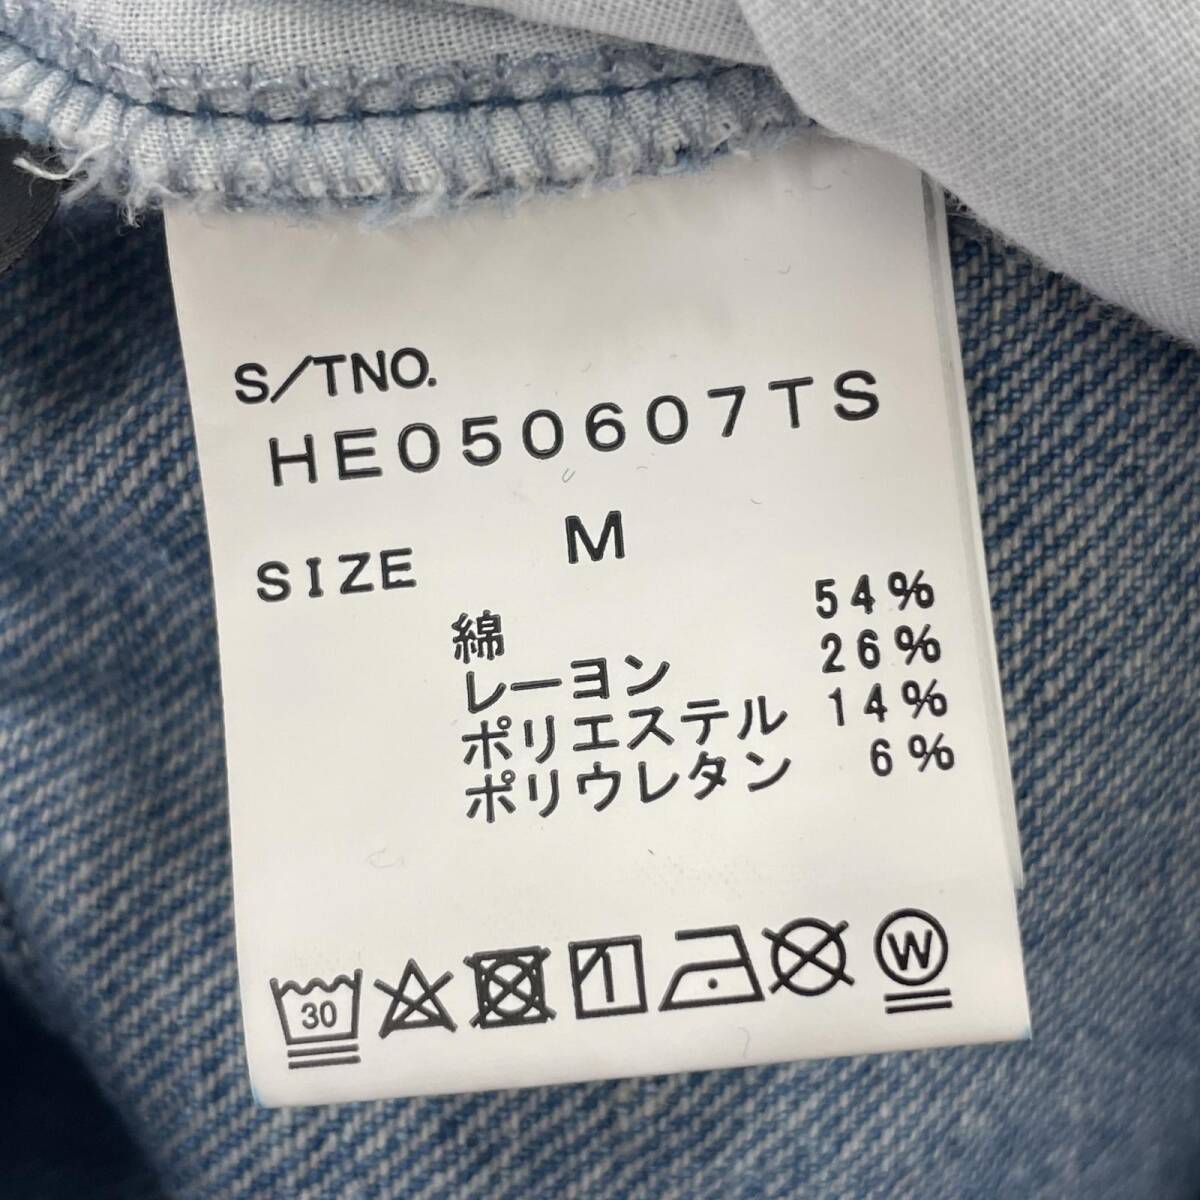 S/TNO.
HE050607TS
SIZE M
綿 54%
レーヨン 26%
ポリエステル 14%
ポリウレタン 6%
30
W